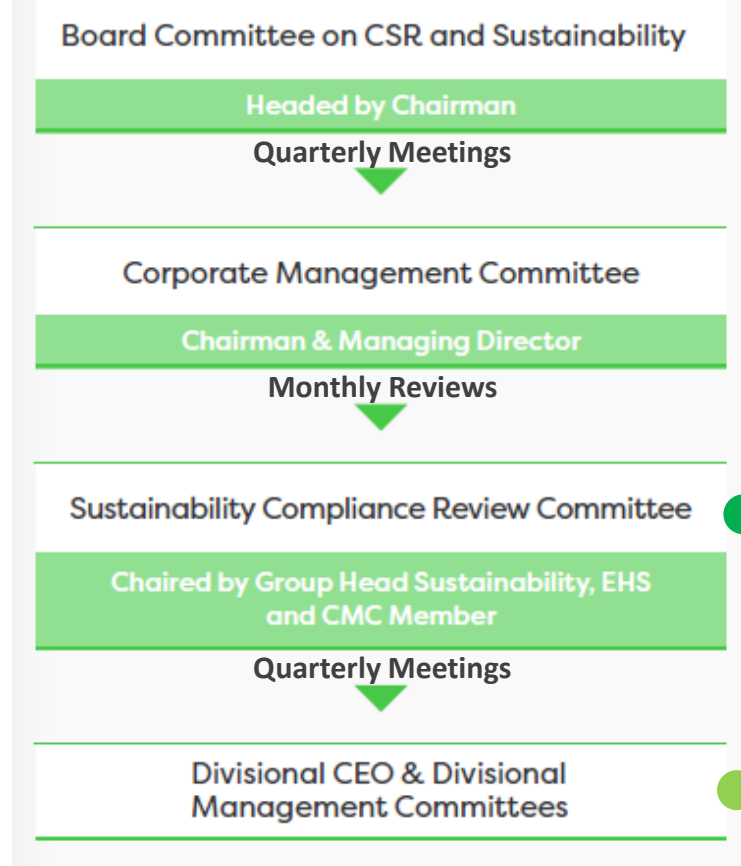 Board Committee on CSR and Sustainability
Headed by Chairman
Quarterly Meetings
Corporate Management Committee
Chairman & Managing Director
Monthly Reviews
Sustainability Compliance Review Committee
Chaired by Group Head Sustainability, EHS
and CMC Member
Quarterly Meetings
Divisional CEO & Divisional
Management Committees